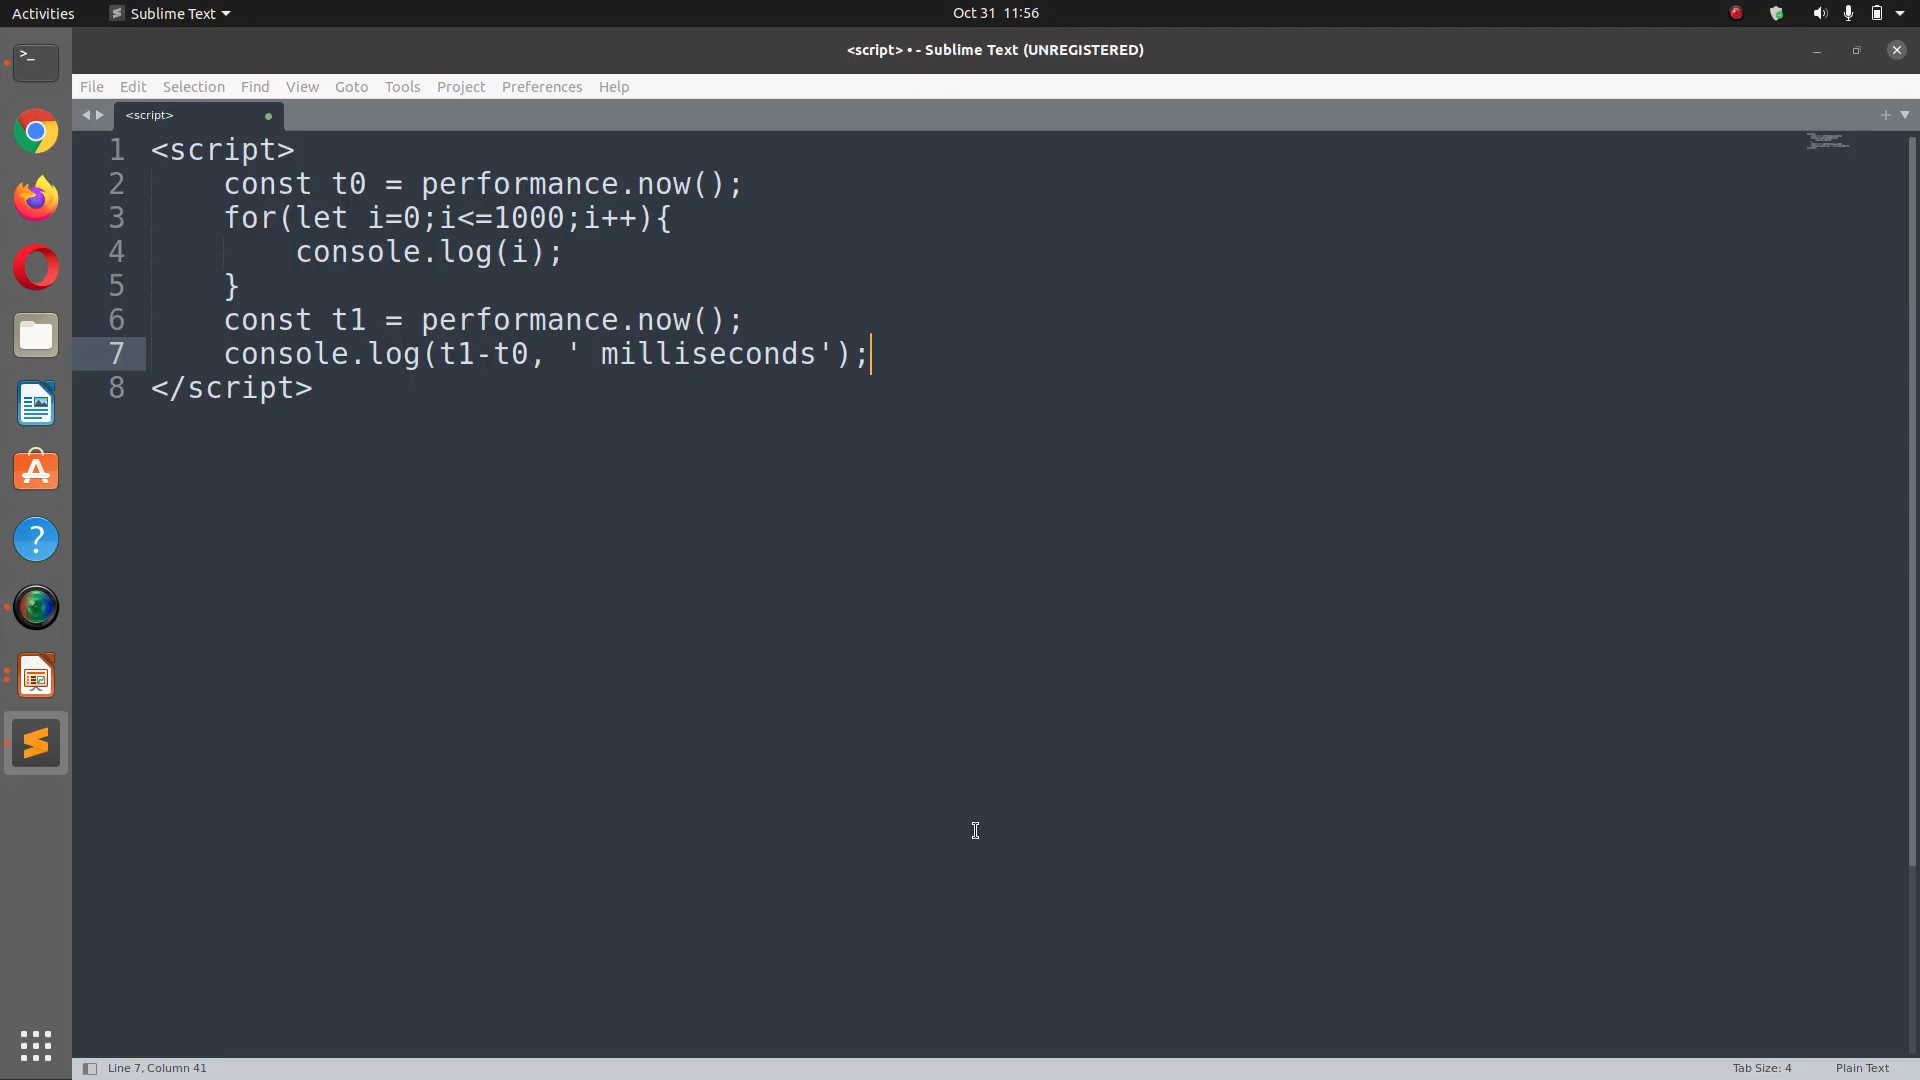 Activities Sublime Text Oct 31 11:56
<script> • - Sublime Text (UNREGISTERED)
File Edit Selection Find View Goto Tools Project Preferences Help
<script>
1 <script>
2     const t0 = performance.now();
3     for(let i=0;i<=1000;i++){
4         console.log(i);
5     }
6     const t1 = performance.now();
7     console.log(t1-t0, ' milliseconds');
8 </script>
Line 7, Column 41 Tab Size: 4 Plain Text